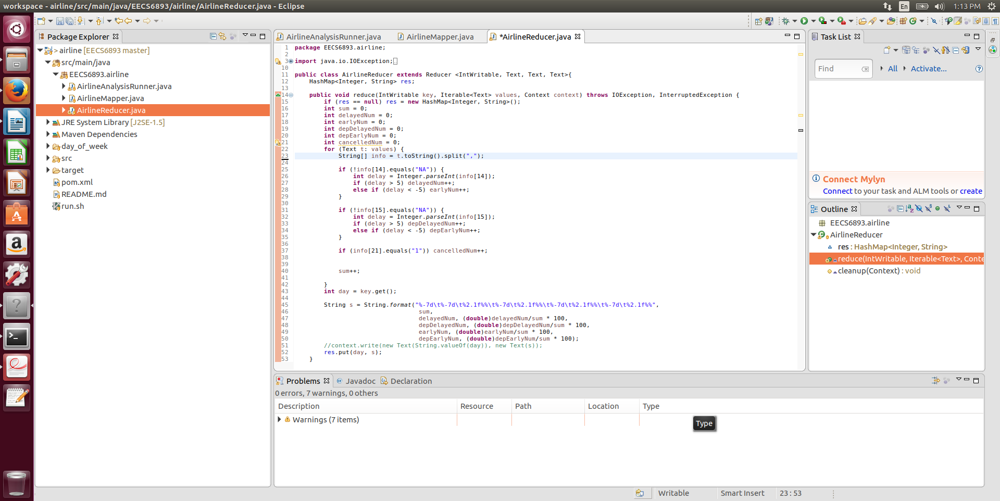 workspace - airline/src/main/java/EECS6893/airline/AirlineReducer.java - Eclipse
En
1:13 PM
Package Explorer
> airline [EECS6893 master]
src/main/java
EECS6893.airline
AirlineAnalysisRunner.java
AirlineMapper.java
AirlineReducer.java
JRE System Library [J2SE-1.5]
Maven Dependencies
day_of_week
src
target
pom.xml
README.md
run.sh
AirlineAnalysisRunner.java
AirlineMapper.java
*AirlineReducer.java
1 package EECS6893.airline;
2
3 import java.io.IOException;
10
11 public class AirlineReducer extends Reducer <IntWritable, Text, Text, Text>{
12 HashMap<Integer, String> res;
13
14 public void reduce(IntWritable key, Iterable<Text> values, Context context) throws IOException, InterruptedException {
15 if (res == null) res = new HashMap<Integer, String>();
16 int sum = 0;
17 int delayedNum = 0;
18 int earlyNum = 0;
19 int depDelayedNum = 0;
20 int depEarlyNum = 0;
21 int cancelledNum = 0;
22 for (Text t: values) {
23 String[] info = t.toString().split(",");
24
25 if (!info[14].equals("NA")) {
26 int delay = Integer.parseInt(info[14]);
27 if (delay > 5) delayedNum++;
28 else if (delay < -5) earlyNum++;
29 }
30
31 if (!info[15].equals("NA")) {
32 int delay = Integer.parseInt(info[15]);
33 if (delay > 5) depDelayedNum++;
34 else if (delay < -5) depEarlyNum++;
35 }
36
37 if (info[21].equals("1")) cancelledNum++;
38
39
40 sum++;
41
42 }
43 int day = key.get();
44
45 String s = String.format("%-7d\t%-7d\t%2.1f%%\t%-7d\t%2.1f%%\t%-7d\t%2.1f%%\t%-7d\t%2.1f%%",
46 sum,
47 delayedNum, (double)delayedNum/sum * 100,
48 depDelayedNum, (double)depDelayedNum/sum * 100,
49 earlyNum, (double)earlyNum/sum * 100,
50 depEarlyNum, (double)depEarlyNum/sum * 100);
51 //context.write(new Text(String.valueOf(day)), new Text(s));
52 res.put(day, s);
53 }
Task List
Find
All
Activate...
Connect Mylyn
Connect to your task and ALM tools or create
Outline
EECS6893.airline
AirlineReducer
res : HashMap<Integer, String>
reduce(IntWritable, Iterable<Text>, Conte
cleanup(Context) : void
Problems
@ Javadoc
Declaration
0 errors, 7 warnings, 0 others
Description
Resource
Path
Location
Type
Warnings (7 items)
Type
Writable
Smart Insert
23 : 53